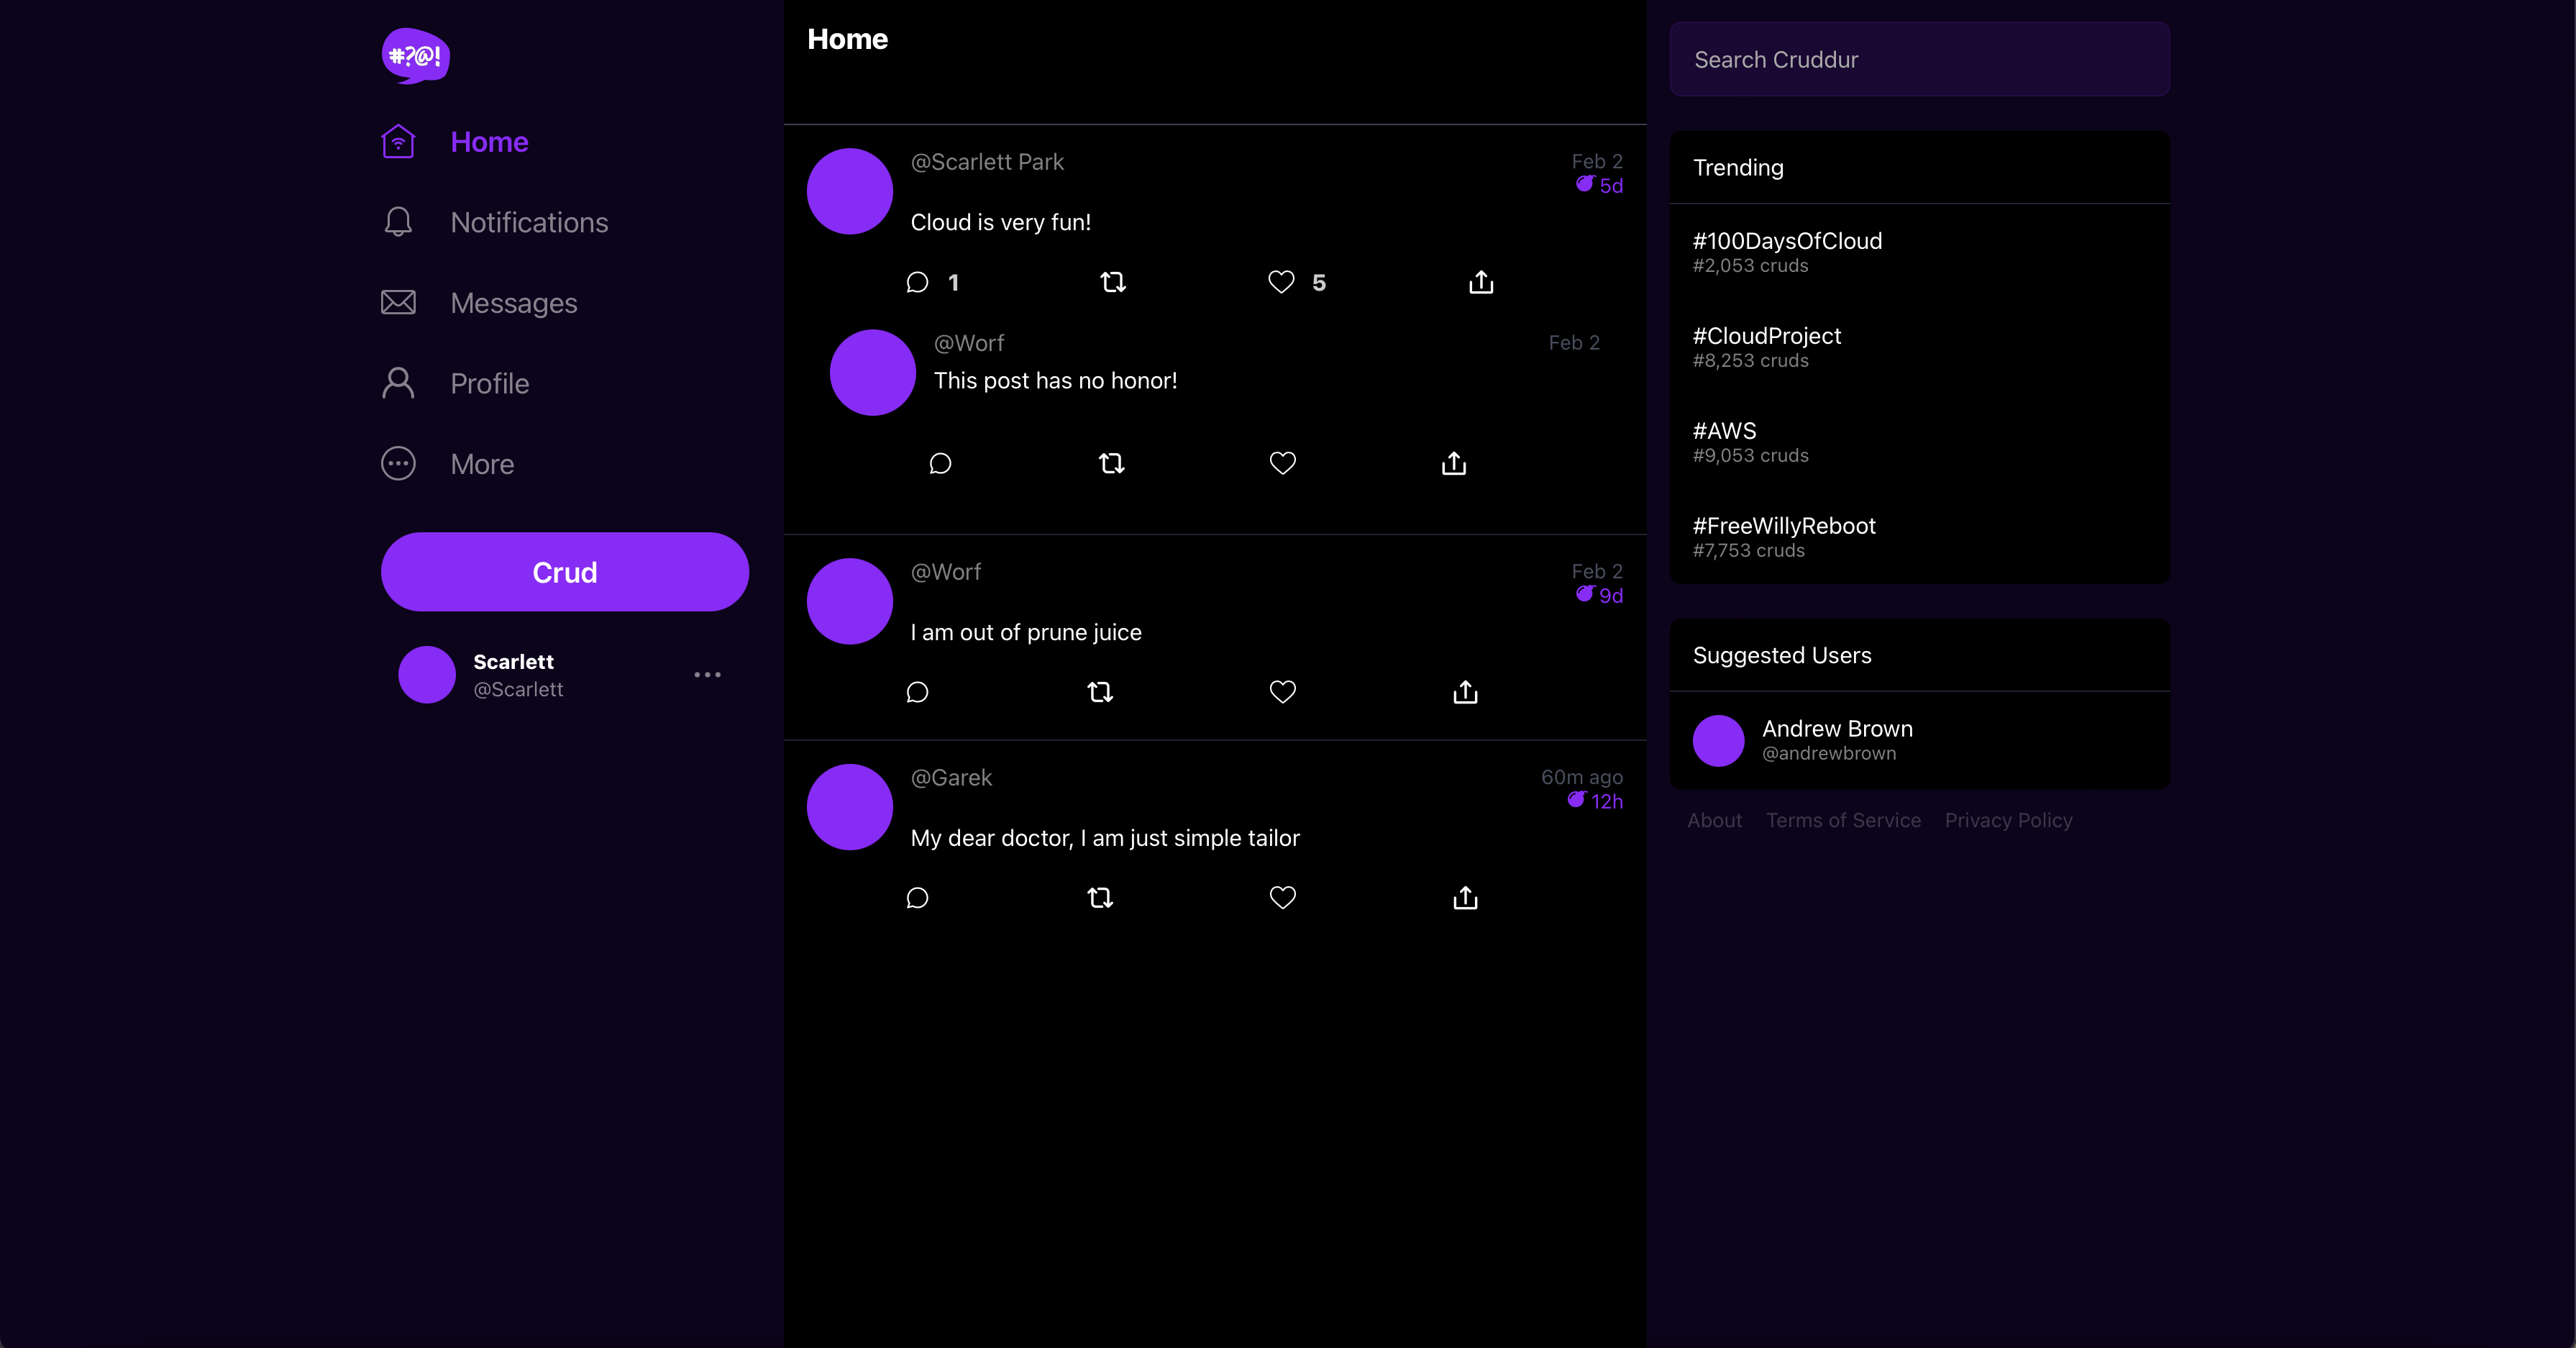 #?@!
Home
Notifications
Messages
Profile
More
Crud
Scarlett
@Scarlett
Home
@Scarlett Park
Feb 2
5d
Cloud is very fun!
1
5
@Worf
Feb 2
This post has no honor!
@Worf
Feb 2
9d
I am out of prune juice
@Garek
60m ago
12h
My dear doctor, I am just simple tailor
Search Cruddur
Trending
#100DaysOfCloud
#2,053 cruds
#CloudProject
#8,253 cruds
#AWS
#9,053 cruds
#FreeWillyReboot
#7,753 cruds
Suggested Users
Andrew Brown
@andrewbrown
About Terms of Service Privacy Policy